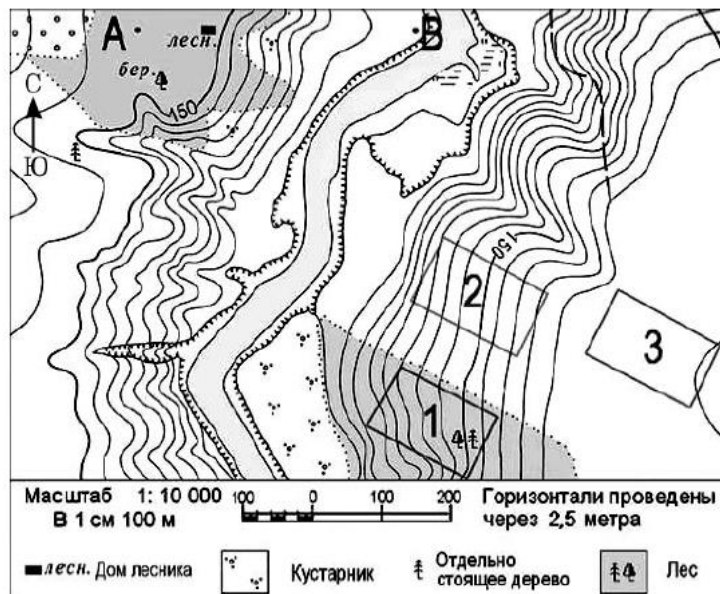 А В
лесн.
бер.
С
150
Ю
150
2
3
1
Масштаб 1: 10 000
В 1 см 100 м
100 0 100 200
Горизонтали проведены
через 2,5 метра
лесн. Дом лесника
Кустарник
Отдельно
стоящее дерево
Лес